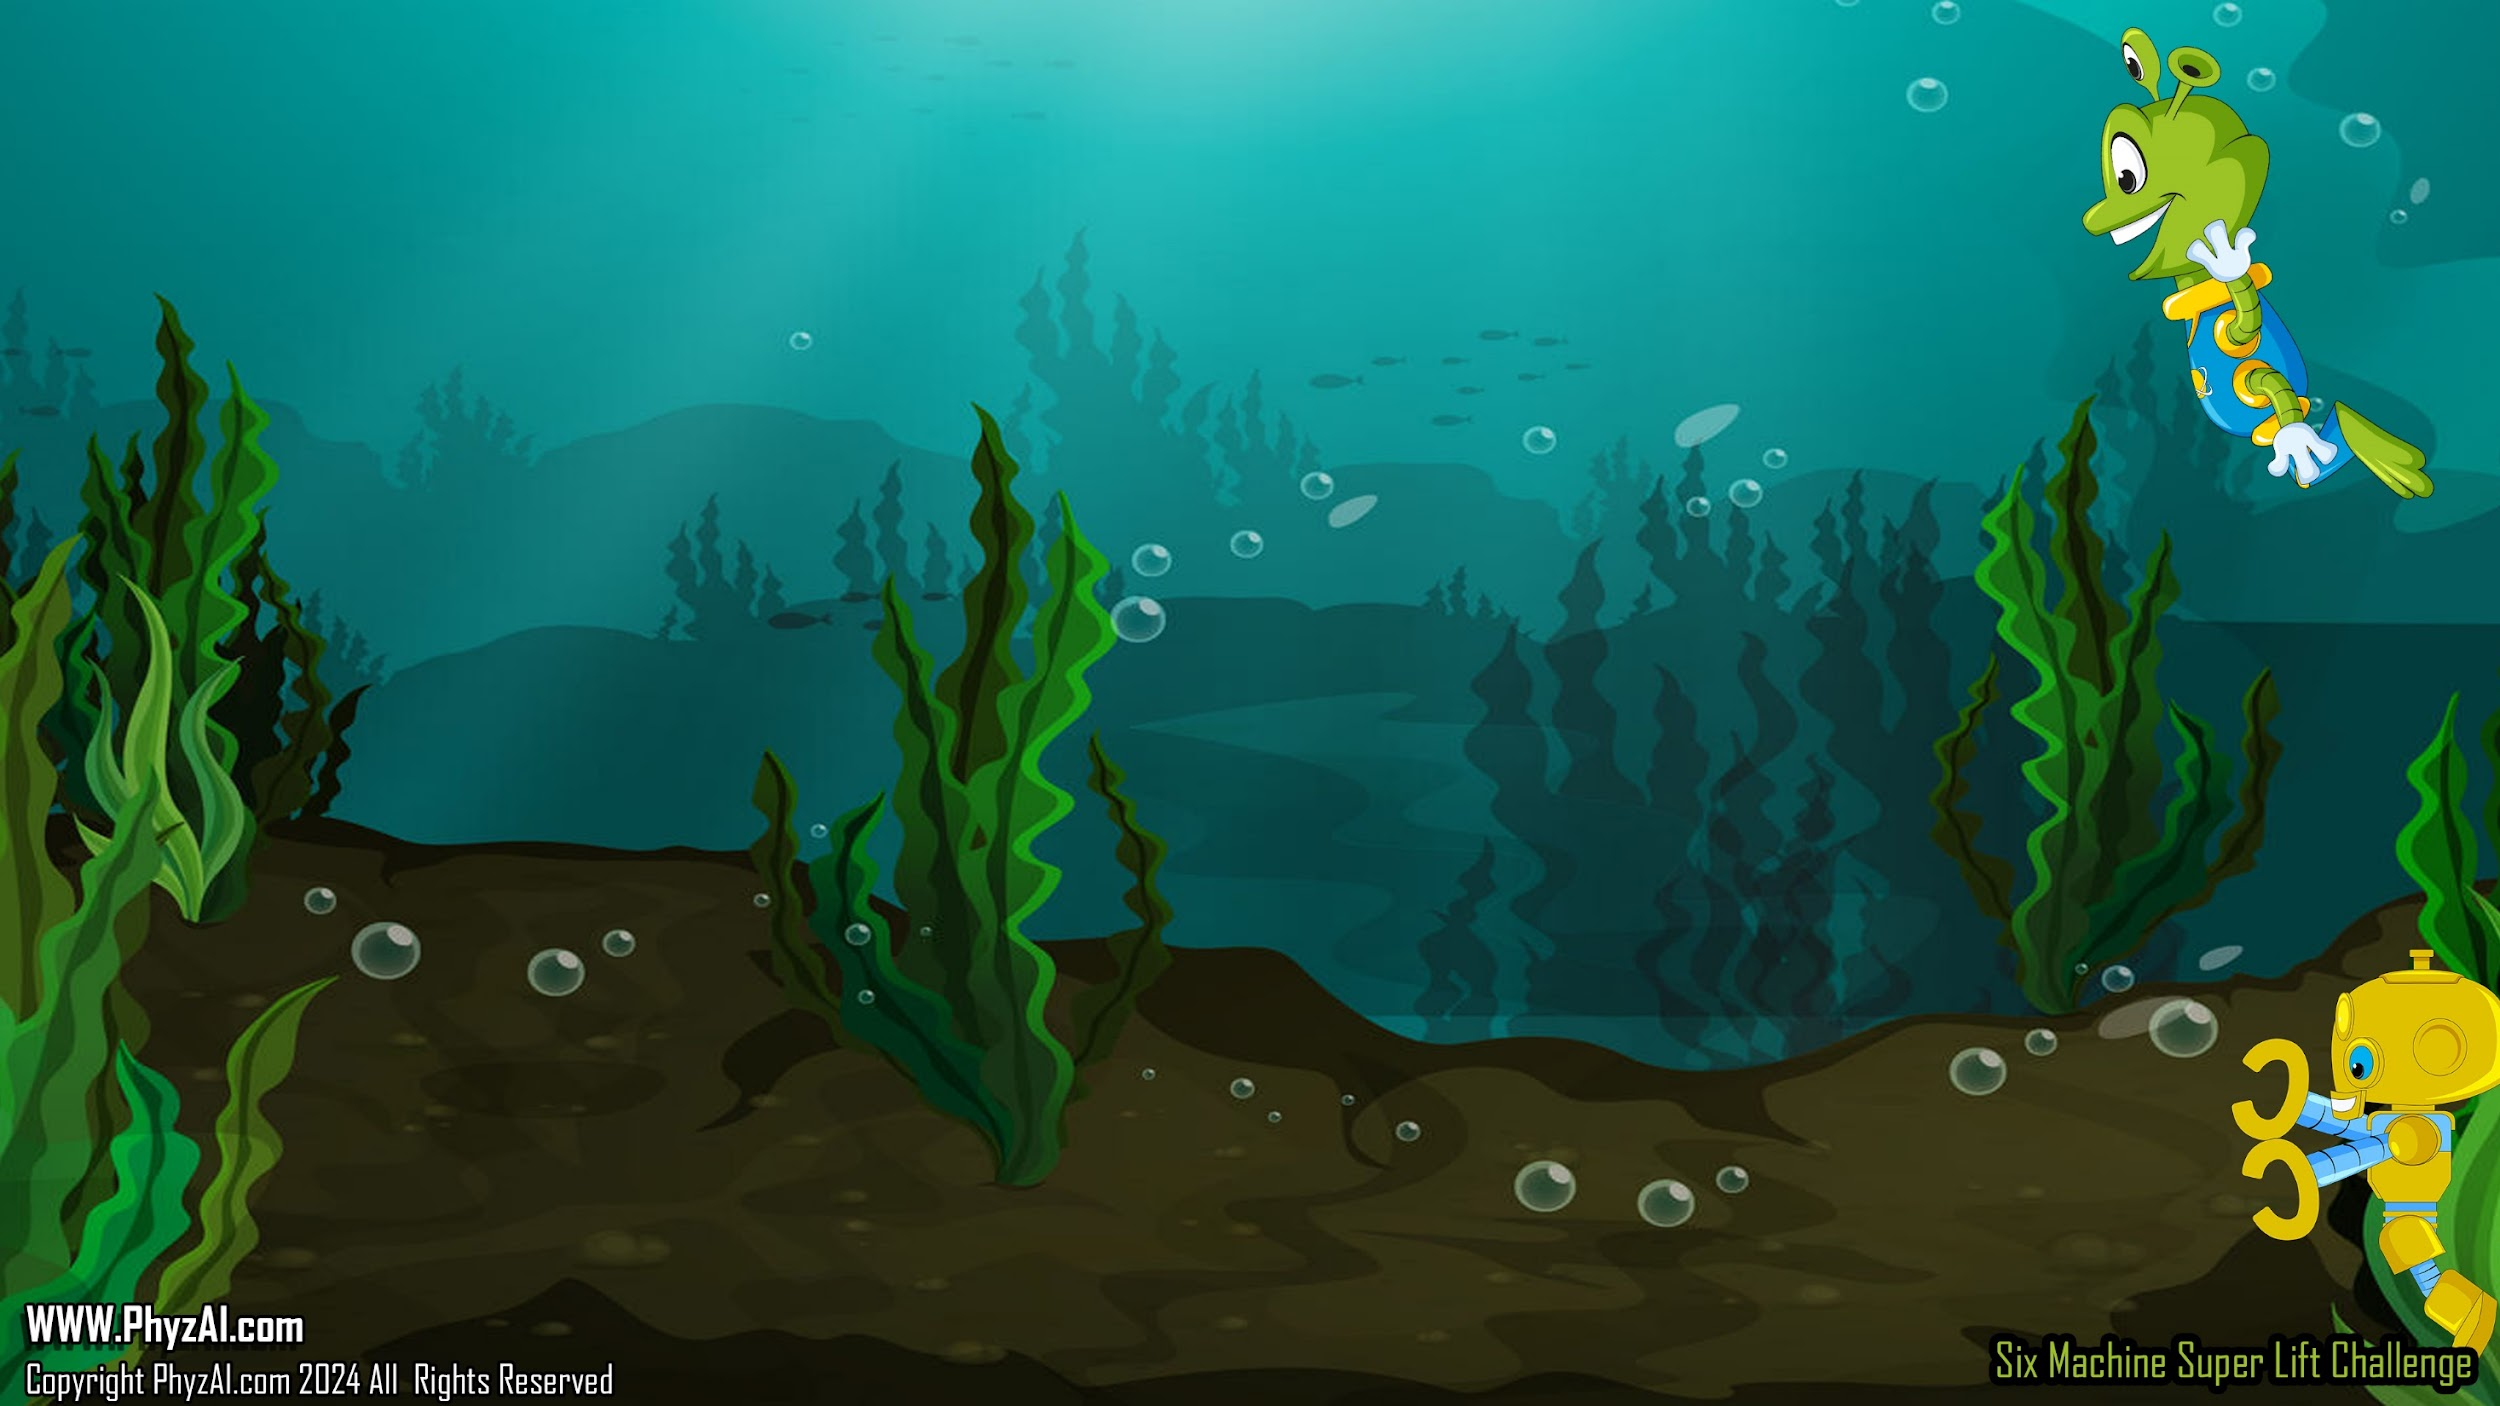 WWW.PhyzAI.com
Copyright PhyzAI.com 2024 All Rights Reserved
Six Machine Super Lift Challenge